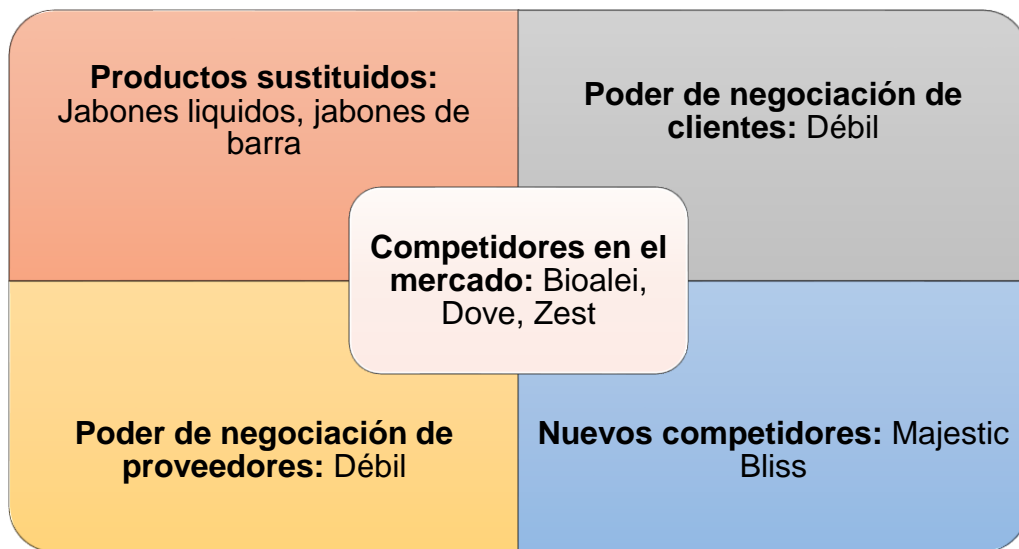 Productos sustituidos:
Jabones liquidos, jabones de
barra
Poder de negociación de
clientes: Débil
Competidores en el
mercado: Bioalei,
Dove, Zest
Poder de negociación de
proveedores: Débil
Nuevos competidores: Majestic
Bliss